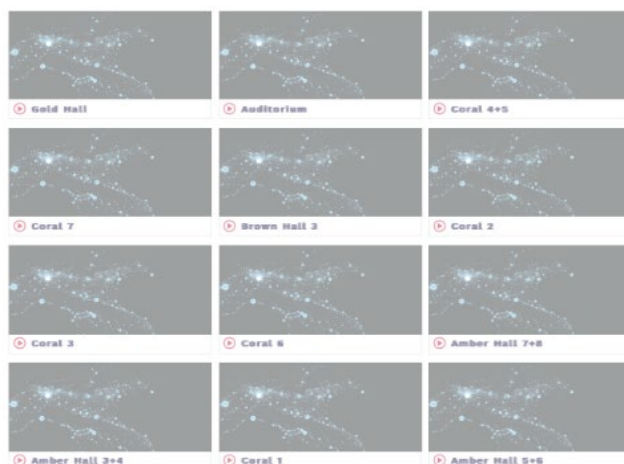 Gold Hall
Auditorium
Coral 4+5
Coral 7
Brown Hall 3
Coral 2
Coral 3
Coral 6
Amber Hall 7+8
Amber Hall 3+4
Coral 1
Amber Hall 5+6